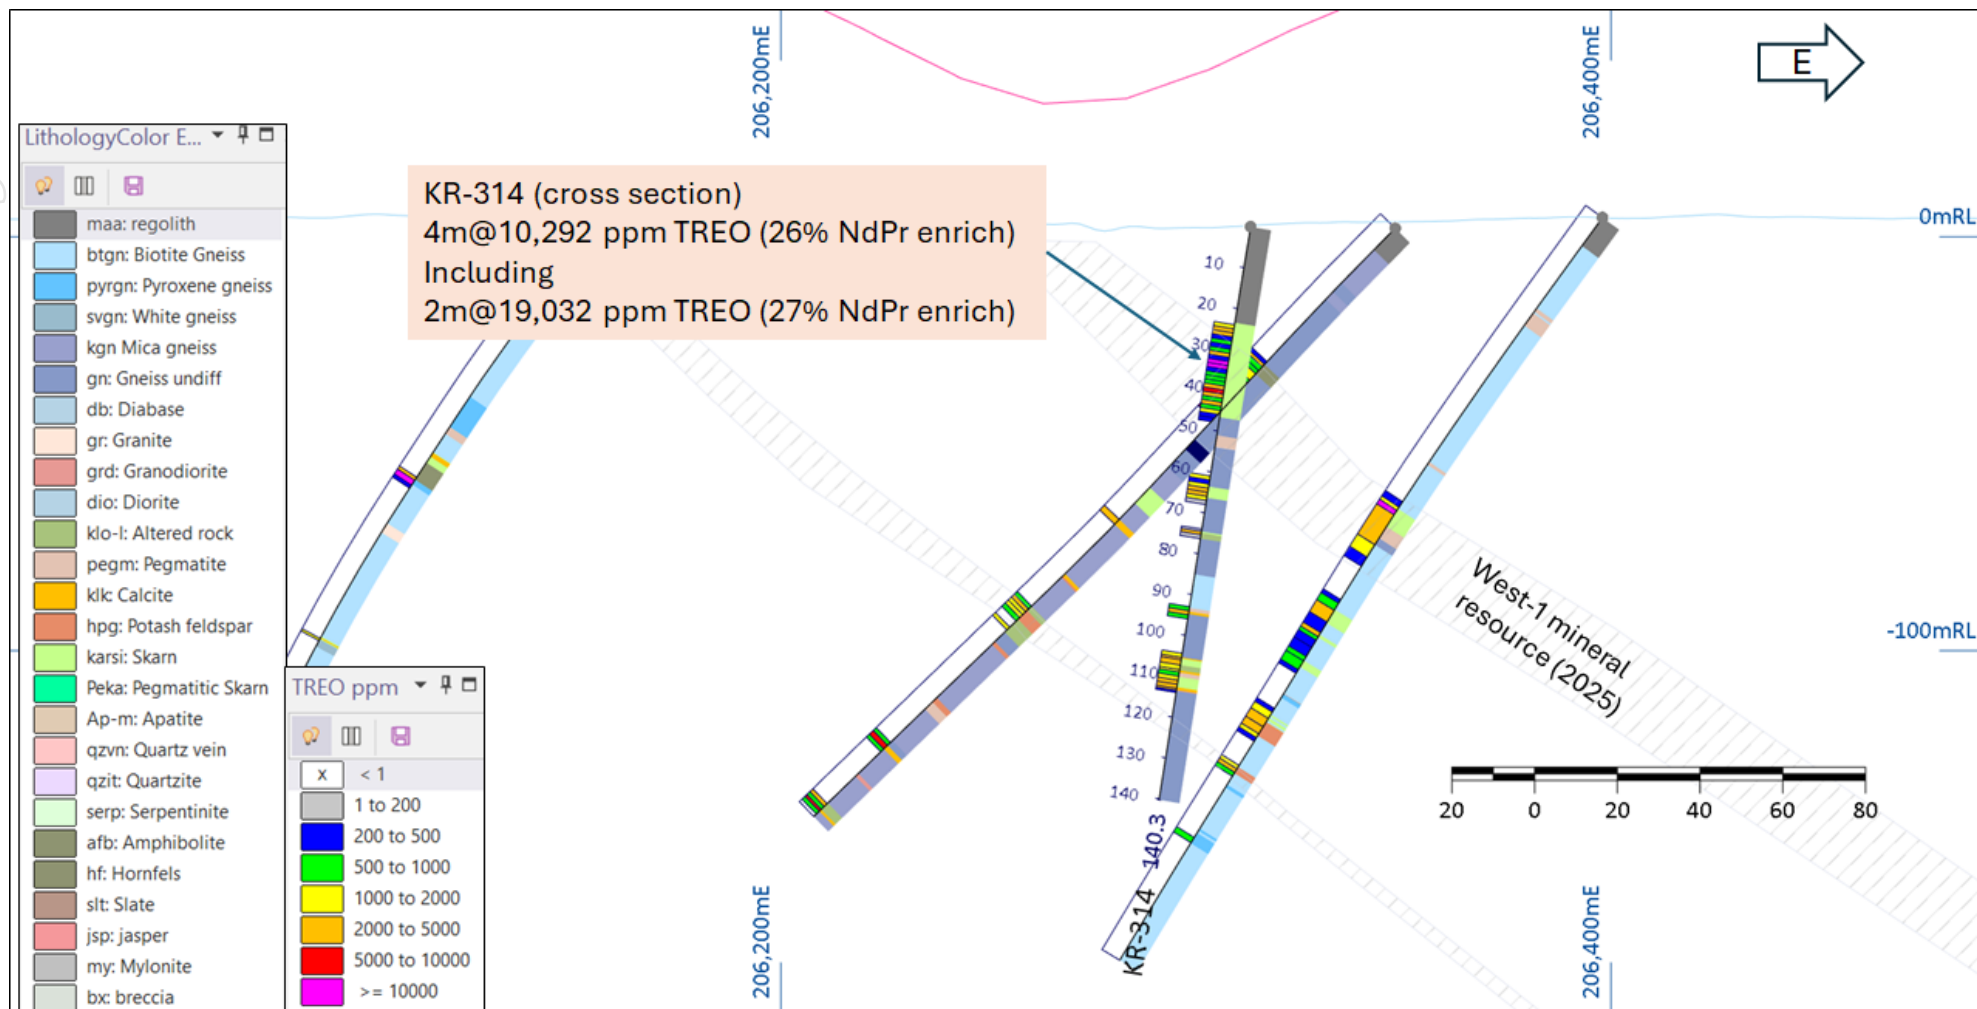 206,200mE
206,400mE
E
LithologyColor E...
maa: regolith
btgn: Biotite Gneiss
pyrgn: Pyroxene gneiss
svgn: White gneiss
kgn Mica gneiss
gn: Gneiss undiff
db: Diabase
gr: Granite
grd: Granodiorite
dio: Diorite
klo-l: Altered rock
pegm: Pegmatite
klk: Calcite
hpg: Potash feldspar
karsi: Skarn
Peka: Pegmatitic Skarn
Ap-m: Apatite
qzvn: Quartz vein
qzit: Quartzite
serp: Serpentinite
afb: Amphibolite
hf: Hornfels
slt: Slate
jsp: jasper
my: Mylonite
bx: breccia
KR-314 (cross section)
4m@10,292 ppm TREO (26% NdPr enrich)
Including
2m@19,032 ppm TREO (27% NdPr enrich)
0mRL
10
20
30
40
50
60
70
80
90
100
110
120
130
140
140.3
KR-314
-100mRL
West-1 mineral
resource (2025)
20 0 20 40 60 80
TREO ppm
x < 1
1 to 200
200 to 500
500 to 1000
1000 to 2000
2000 to 5000
5000 to 10000
>= 10000
206,200mE
206,400mE